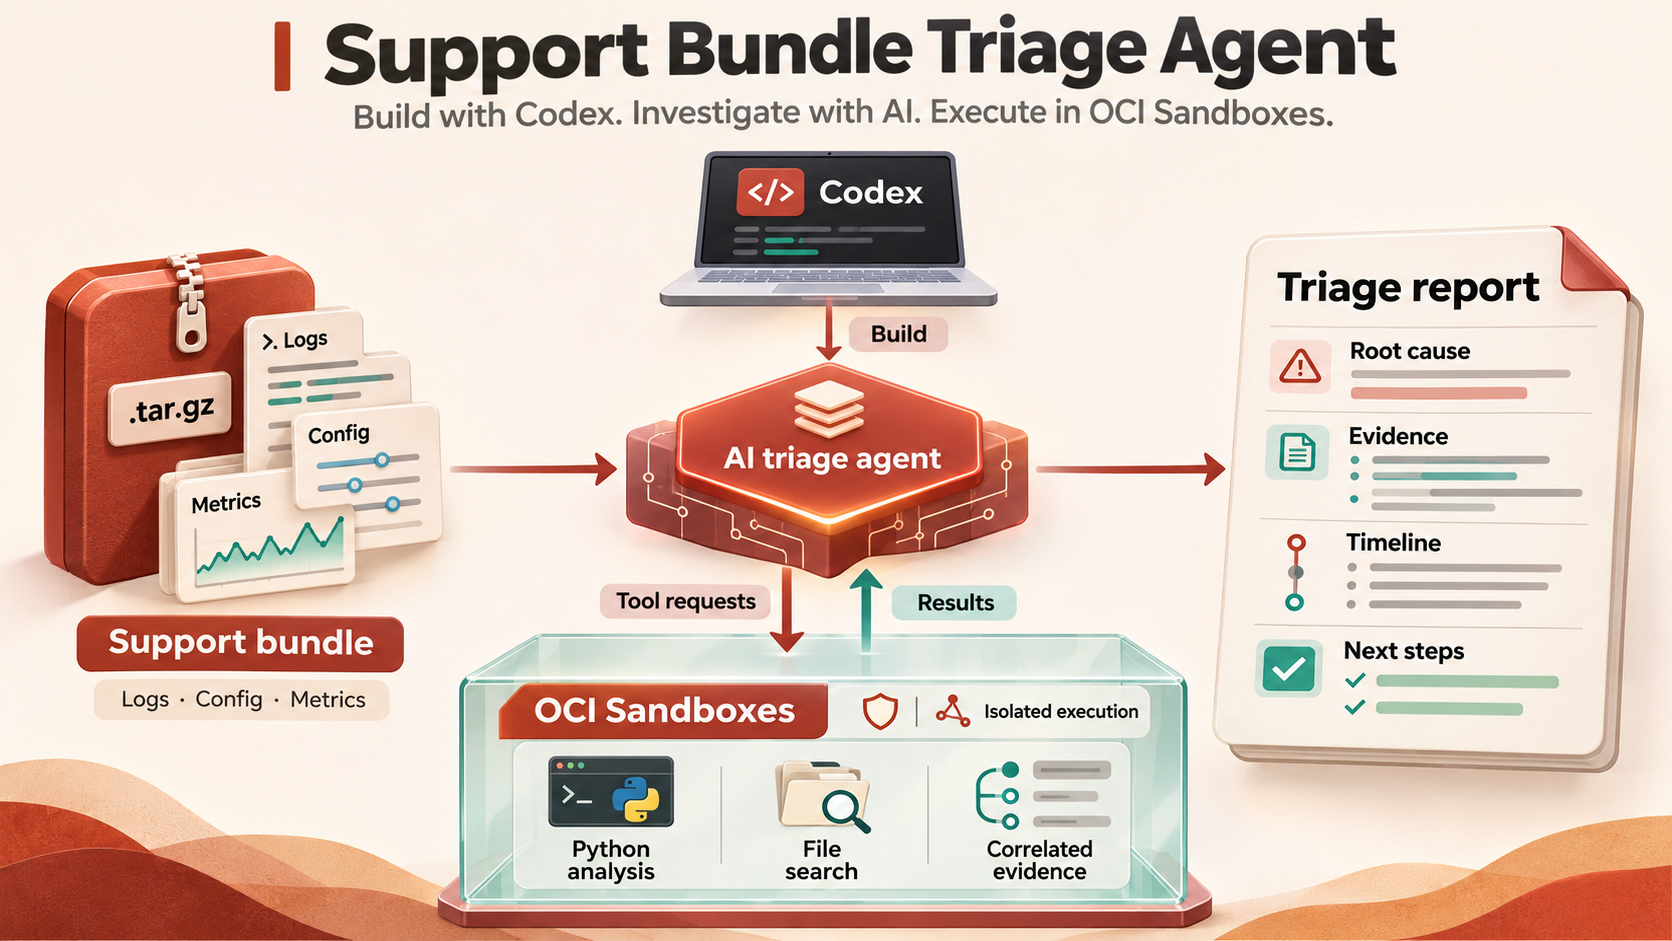 Support Bundle Triage Agent
Build with Codex. Investigate with AI. Execute in OCI Sandboxes.
</> Codex
Build
.tar.gz
>. Logs
Config
Metrics
Support bundle
Logs · Config · Metrics
AI triage agent
Tool requests
Results
OCI Sandboxes
Isolated execution
>_
Python
analysis
File
search
Correlated
evidence
Triage report
Root cause
Evidence
Timeline
Next steps